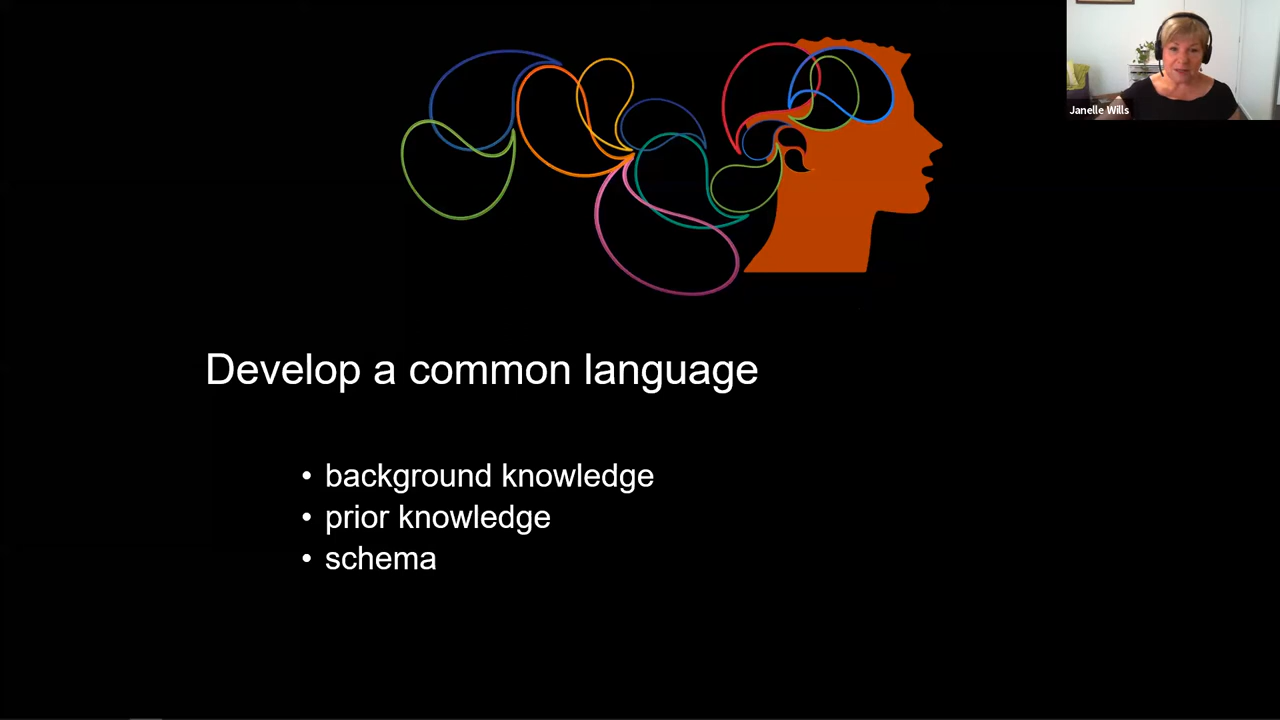 Janelle Wills
Develop a common language
• background knowledge
• prior knowledge
• schema